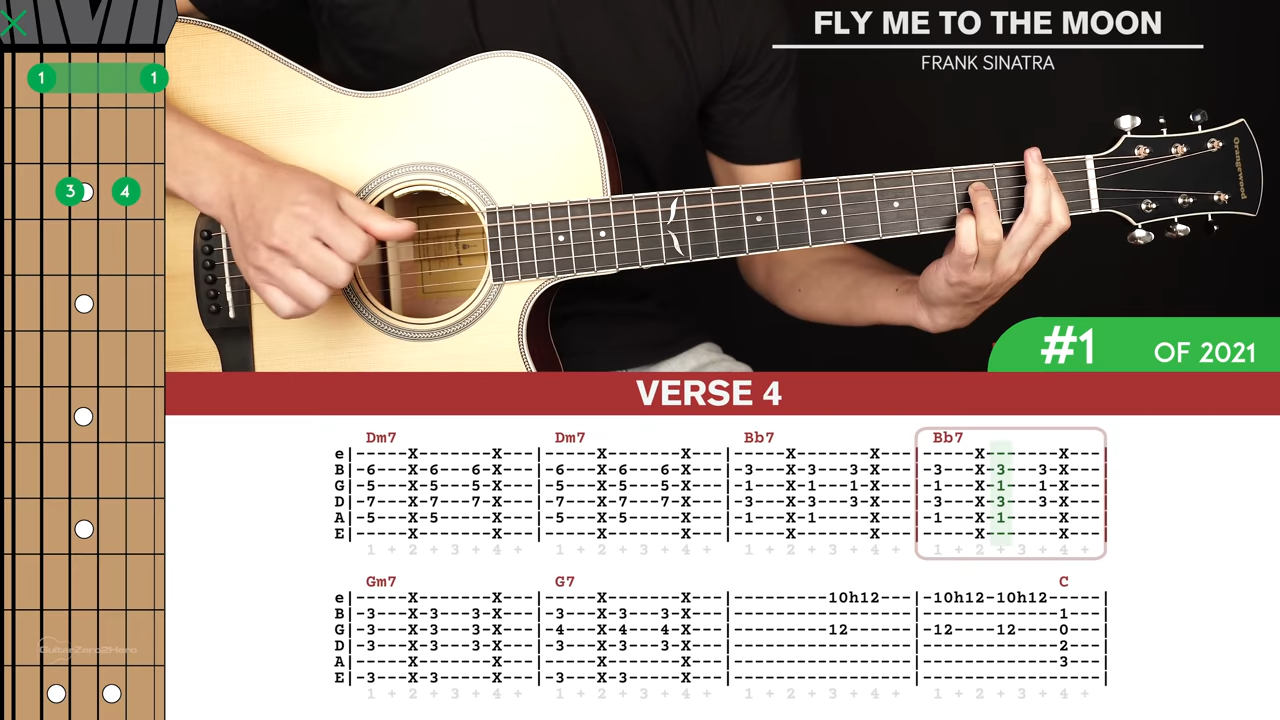 FLY ME TO THE MOON
FRANK SINATRA
Orangewood
1 1
3 4
#1 OF 2021
VERSE 4
Dm7 Dm7 Bb7 Bb7
e|-----X-------X---|-----X-------X---|-----X-------X---|-----X-------X---|
B|-6---X-6---6-X---|-6---X-6---6-X---|-3---X-3---3-X---|-3---X-3---3-X---|
G|-5---X-5---5-X---|-5---X-5---5-X---|-1---X-1---1-X---|-1---X-1---1-X---|
D|-7---X-7---7-X---|-7---X-7---7-X---|-3---X-3---3-X---|-3---X-3---3-X---|
A|-5---X-5-----X---|-5---X-5-----X---|-1---X-1-----X---|-1---X-1-----X---|
E|-----X-------X---|-----X-------X---|-----X-------X---|-----X-------X---|
1 + 2 + 3 + 4 + 1 + 2 + 3 + 4 + 1 + 2 + 3 + 4 + 1 + 2 + 3 + 4 +
Gm7 G7 C
e|-----X-------X---|-----X-------X---|---------10h12---|-10h12-10h12-----|
B|-3---X-3---3-X---|-3---X-3---3-X---|-----------------|-------------1---|
G|-3---X-3---3-X---|-4---X-4---4-X---|---------12------|-12----12----0---|
D|-3---X-3---3-X---|-3---X-3---3-X---|-----------------|-------------2---|
A|-----X-------X---|-----X-------X---|-----------------|-------------3---|
E|-3---X-3-----X---|-3---X-3-----X---|-----------------|-----------------|
1 + 2 + 3 + 4 + 1 + 2 + 3 + 4 + 1 + 2 + 3 + 4 + 1 + 2 + 3 + 4 +
GuitarZero2Hero